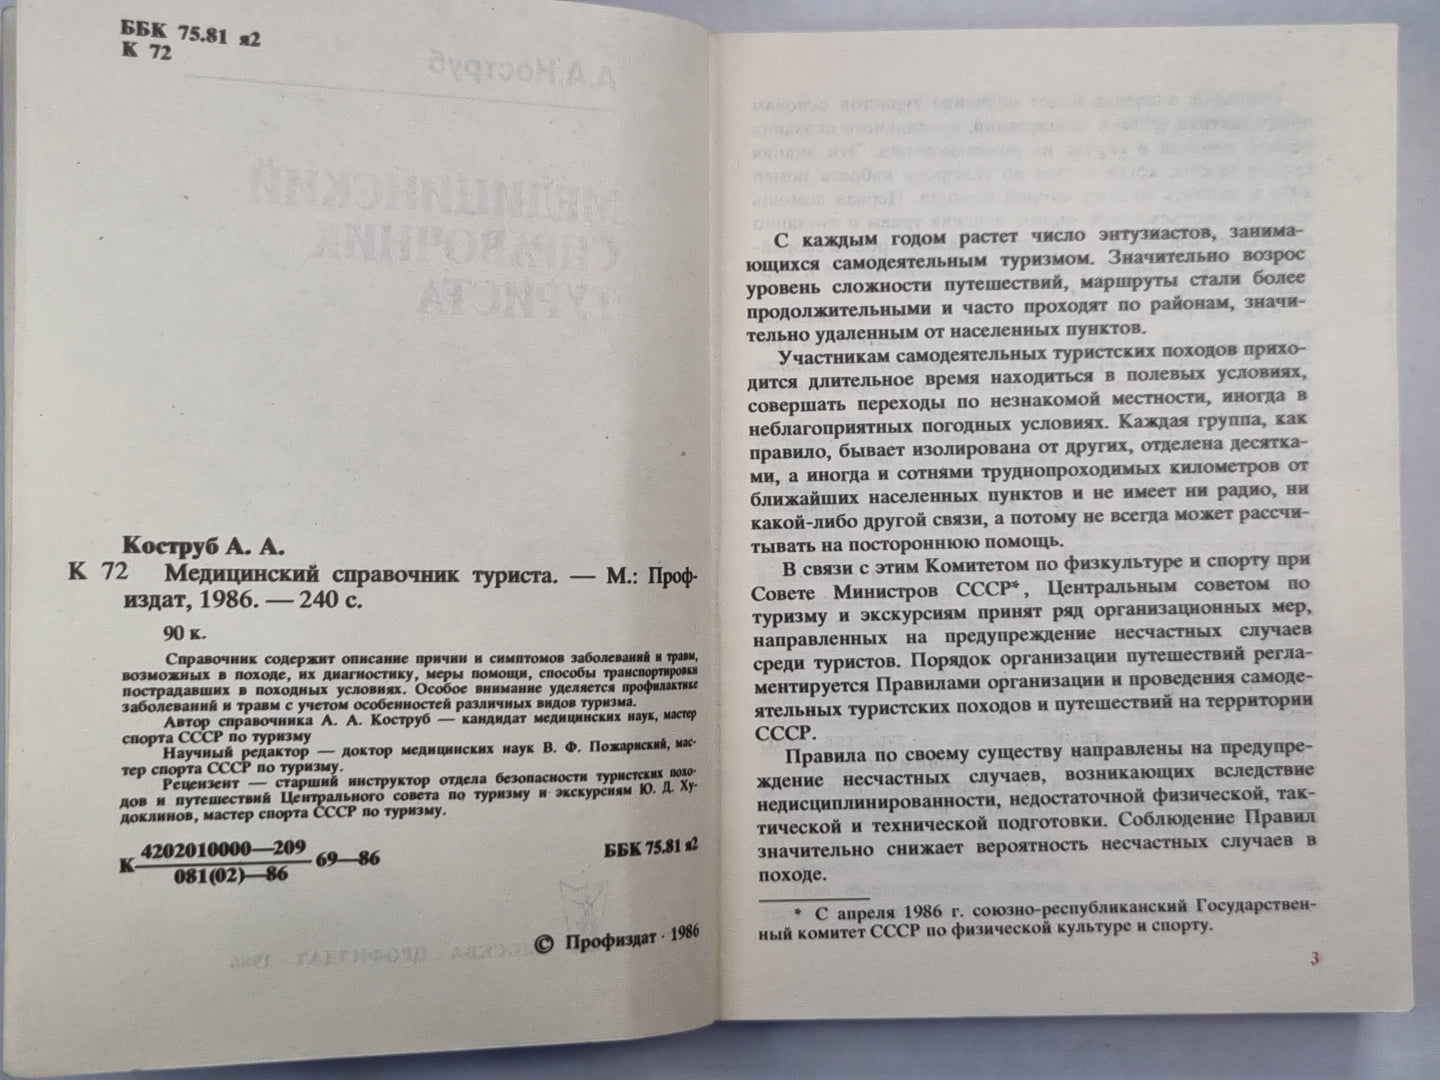 ББК 75.81 я2
К 72
Коструб А. А.
К 72 Медицинский справочник туриста. — М.: Проф-
издат, 1986. — 240 с.
90 к.
Справочник содержит описание причин и симптомов заболеваний и травм,
возможных в походе, их диагностику, меры помощи, способы транспортировки
пострадавших в походных условиях. Особое внимание уделяется профилактике
заболеваний и травм с учетом особенностей различных видов туризма.
Автор справочника А. А. Коструб — кандидат медицинских наук, мастер
спорта СССР по туризму
Научный редактор — доктор медицинских наук В. Ф. Пожариский, мас-
тер спорта СССР по туризму.
Рецензент — старший инструктор отдела безопасности туристских похо-
дов и путешествий Центрального совета по туризму и экскурсиям Ю. Д. Ху-
доклинов, мастер спорта СССР по туризму.
К 4202010000—209 69—86
081(02)—86
ББК 75.81 я2
© Профиздат · 1986
С каждым годом растет число энтузиастов, занима-
ющихся самодеятельным туризмом. Значительно возрос
уровень сложности путешествий, маршруты стали более
продолжительными и часто проходят по районам, значи-
тельно удаленным от населенных пунктов.
Участникам самодеятельных туристских походов прихо-
дится длительное время находиться в полевых условиях,
совершать переходы по незнакомой местности, иногда в
неблагоприятных погодных условиях. Каждая группа, как
правило, бывает изолирована от других, отделена десятка-
ми, а иногда и сотнями труднопроходимых километров от
ближайших населенных пунктов и не имеет ни радио, ни
какой-либо другой связи, а потому не всегда может рассчи-
тывать на постороннюю помощь.
В связи с этим Комитетом по физкультуре и спорту при
Совете Министров СССР*, Центральным советом по
туризму и экскурсиям принят ряд организационных мер,
направленных на предупреждение несчастных случаев
среди туристов. Порядок организации путешествий регла-
ментируется Правилами организации и проведения самоде-
ятельных туристских походов и путешествий на территории
СССР.
Правила по своему существу направлены на предупре-
ждение несчастных случаев, возникающих вследствие
недисциплинированности, недостаточной физической, так-
тической и технической подготовки. Соблюдение Правил
значительно снижает вероятность несчастных случаев в
походе.
* С апреля 1986 г. союзно-республиканский Государствен-
ный комитет СССР по физической культуре и спорту.
3